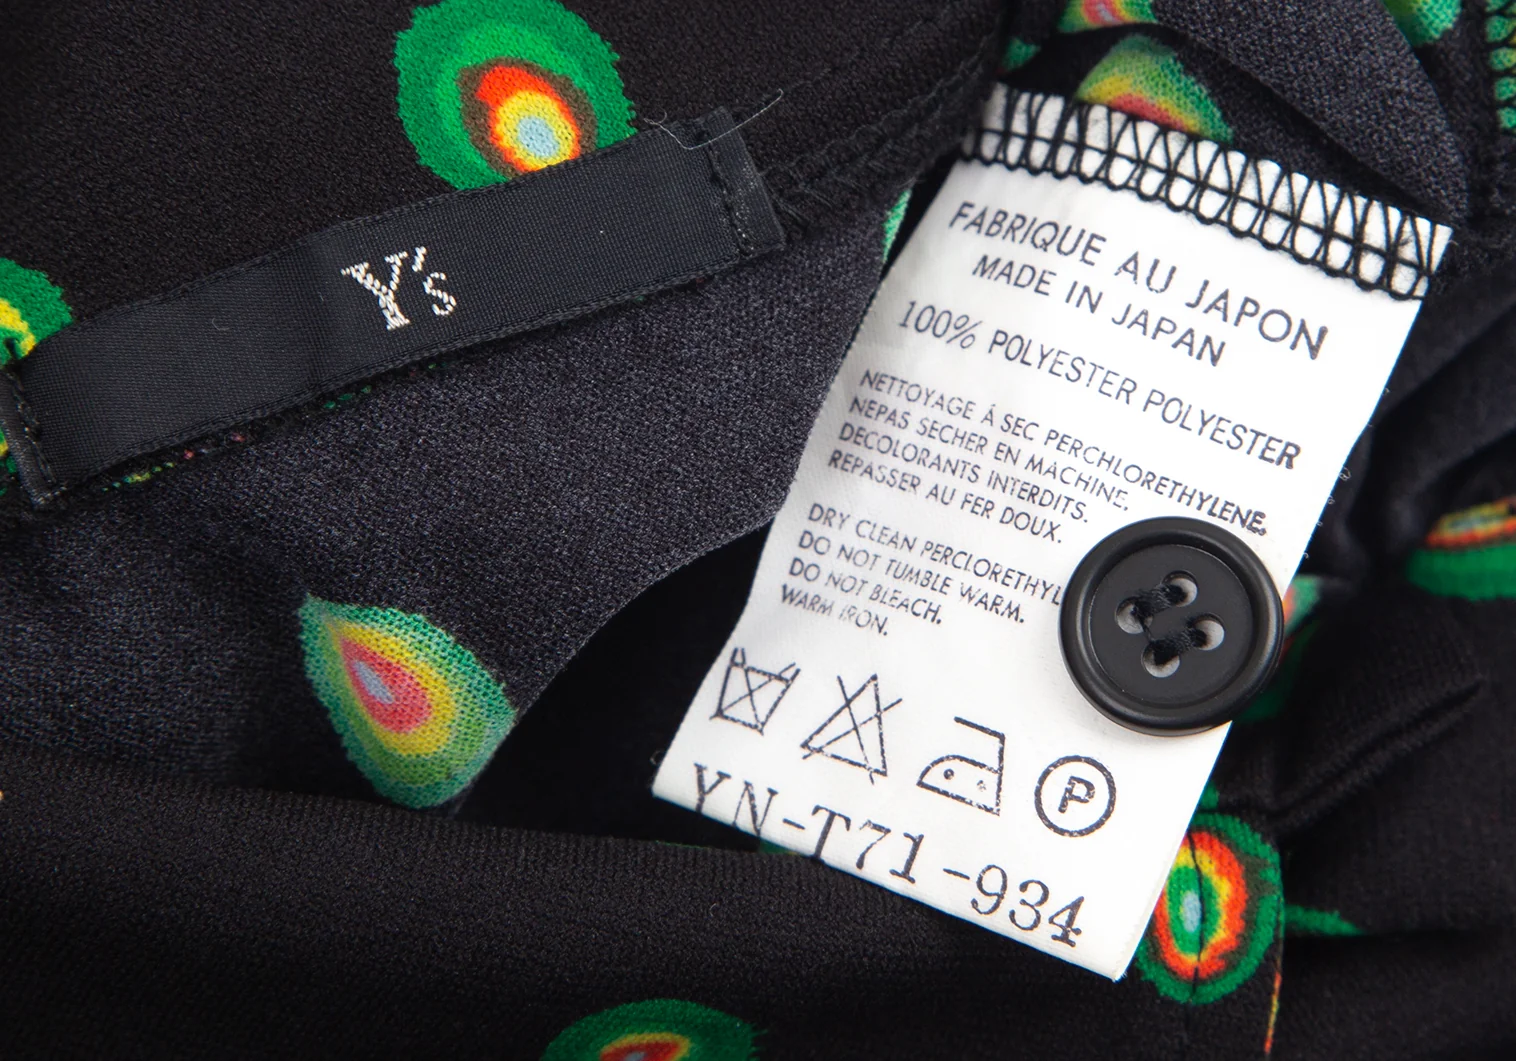 Y's
FABRIQUE AU JAPON
MADE IN JAPAN
100% POLYESTER POLYESTER
NETTOYAGE Á SEC PERCHLORETHYLENE.
NEPAS SECHER EN MACHINE.
DECOLORANTS INTERDITS.
REPASSER AU FER DOUX.
DRY CLEAN PERCLORETHYL
DO NOT TUMBLE WARM.
DO NOT BLEACH.
WARM IRON.
P
YN-T71-934